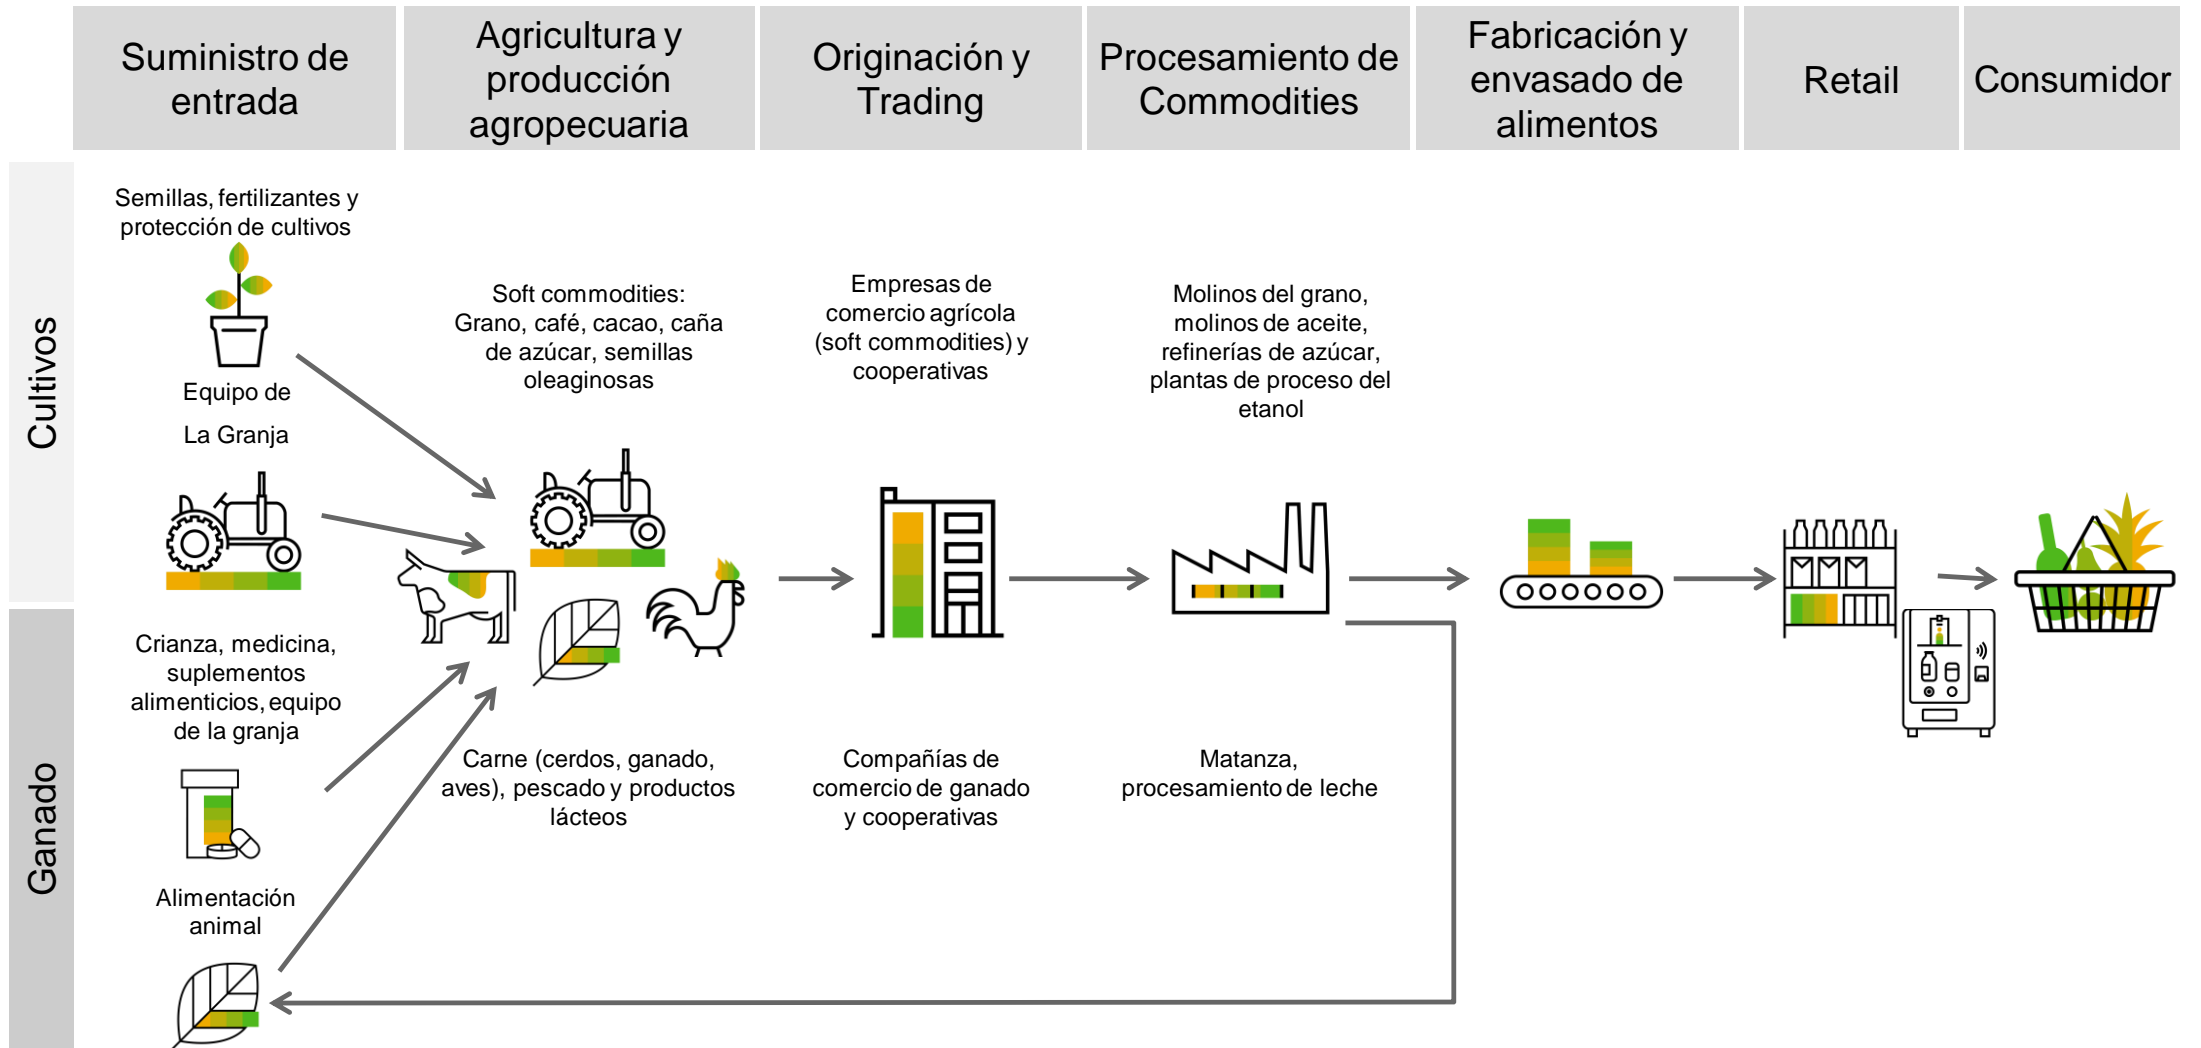 Suministro de
entrada
Agricultura y
producción
agropecuaria
Originación y
Trading
Procesamiento de
Commodities
Fabricación y
envasado de
alimentos
Retail
Consumidor
Cultivos
Semillas, fertilizantes y
protección de cultivos
Equipo de
La Granja
Soft commodities:
Grano, café, cacao, caña
de azúcar, semillas
oleaginosas
Empresas de
comercio agrícola
(soft commodities) y
cooperativas
Molinos del grano,
molinos de aceite,
refinerías de azúcar,
plantas de proceso del
etanol
Ganado
Crianza, medicina,
suplementos
alimenticios, equipo
de la granja
Alimentación
animal
Carne (cerdos, ganado,
aves), pescado y productos
lácteos
Compañías de
comercio de ganado
y cooperativas
Matanza,
procesamiento de leche